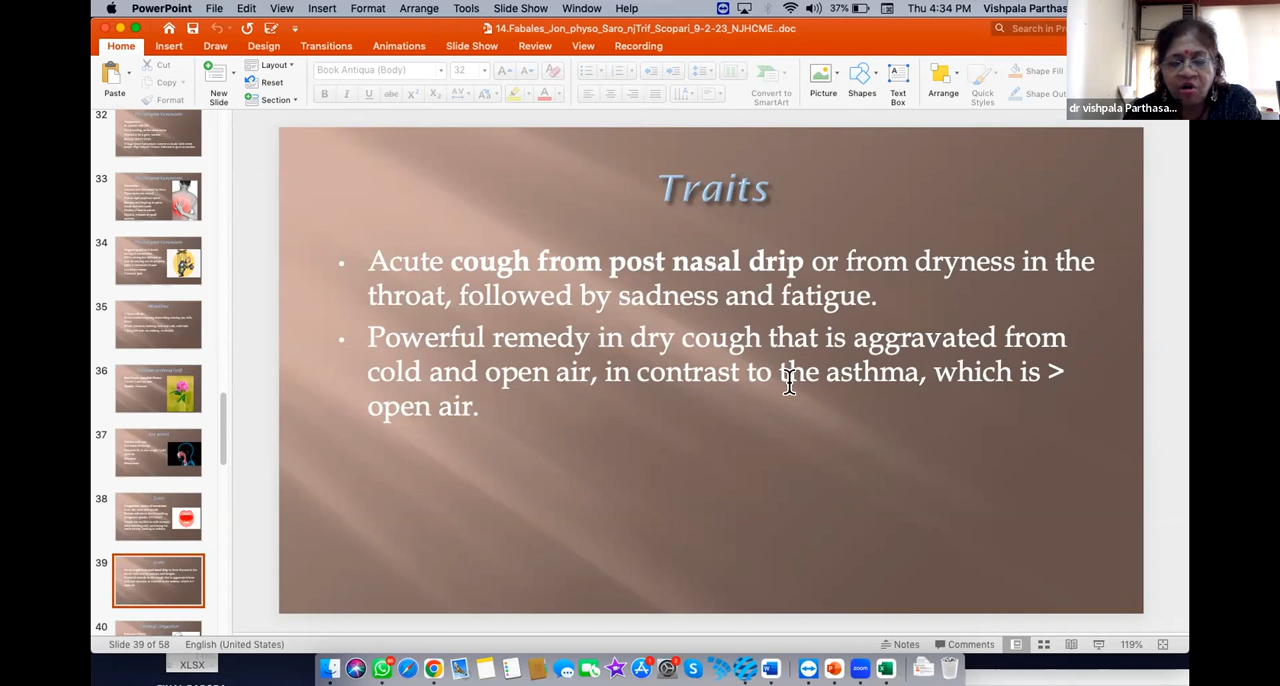 PowerPoint File Edit View Insert Format Arrange Tools Slide Show Window Help 37% Thu 4:34 PM Vishpala Parthas
14.Fabales_Jon_physo_Saro_njTrif_Scopari_9-2-23_NJHCME..doc
Search in Pr
Home Insert Draw Design Transitions Animations Slide Show Review View Recording
Paste
Cut
Copy
Format
New
Slide
Layout
Reset
Section
Book Antiqua (Body) 32
Convert to
SmartArt
Picture
Shapes
Text
Box
Arrange
Quick
Styles
Shape Fill
Shape Out
dr vishpala Parthasa...
32
33
34
35
36
37
38
39
40
Traits
• Acute cough from post nasal drip or from dryness in the
throat, followed by sadness and fatigue.
• Powerful remedy in dry cough that is aggravated from
cold and open air, in contrast to the asthma, which is >
open air.
Slide 39 of 58 English (United States) Notes Comments 119%
XLSX